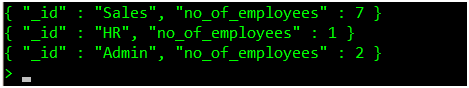 { "_id" : "Sales", "no_of_employees" : 7 }
{ "_id" : "HR", "no_of_employees" : 1 }
{ "_id" : "Admin", "no_of_employees" : 2 }
> _